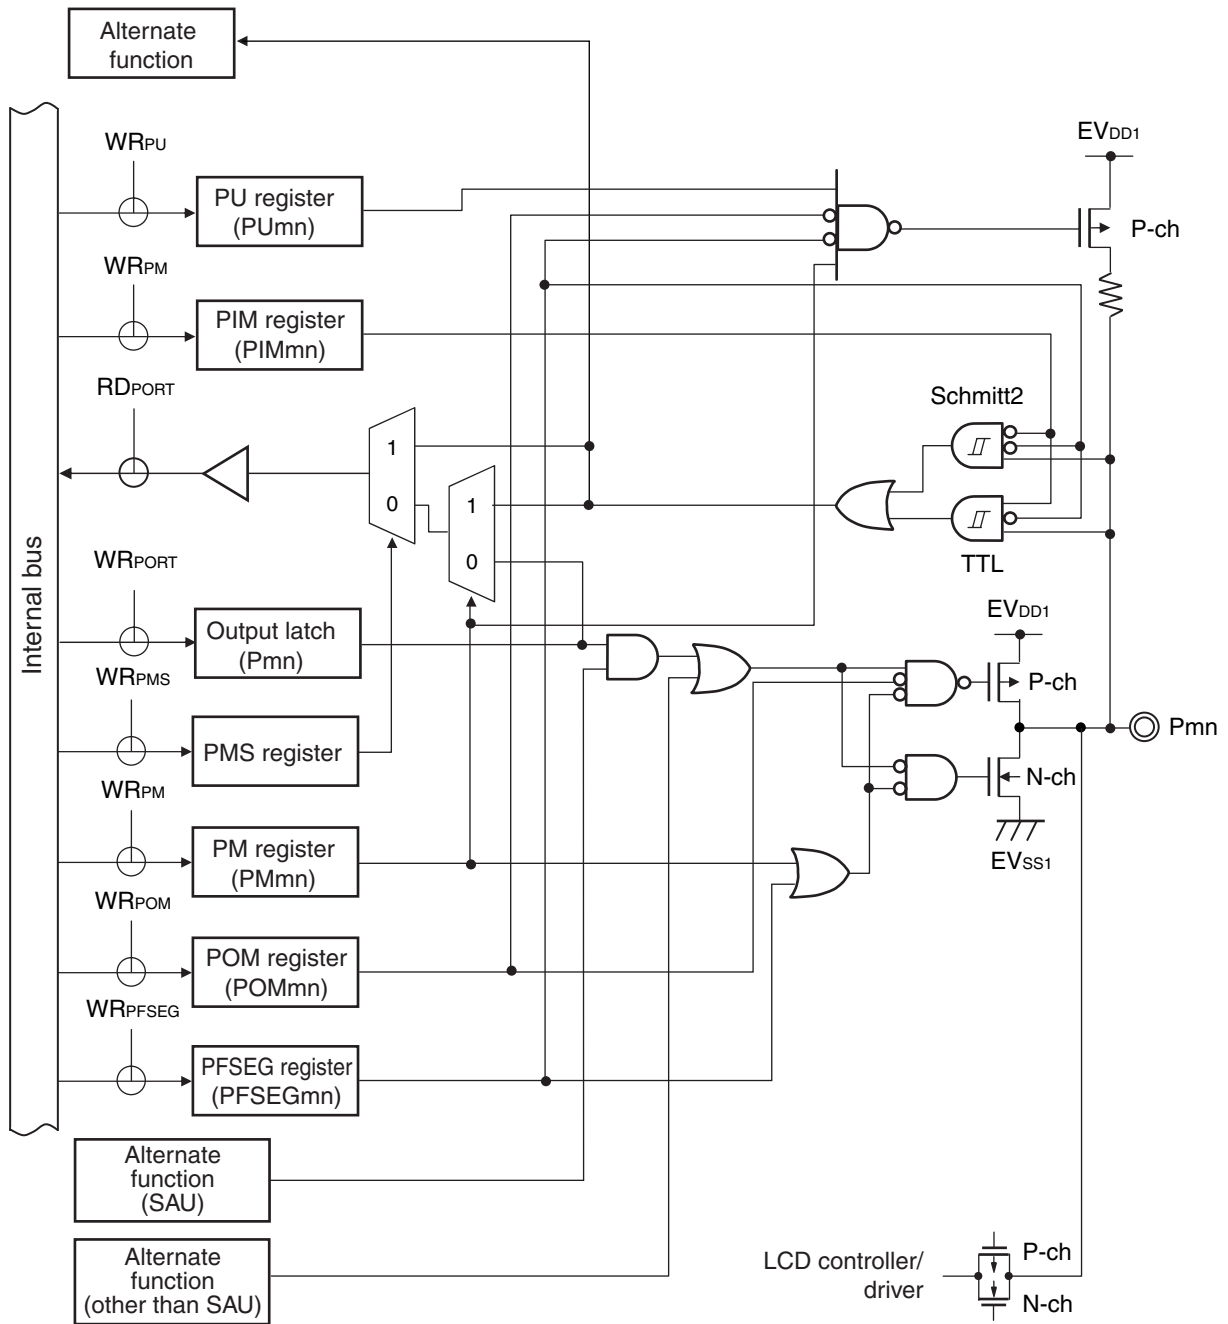 Alternate
function
WRPU
PU register
(PUmn)
EVDD1
P-ch
WRPM
PIM register
(PIMmn)
RDPORT
Schmitt2
1
0
1
0
TTL
Internal bus
WRPORT
Output latch
(Pmn)
EVDD1
P-ch
Pmn
WRPMS
PMS register
N-ch
EVSS1
WRPM
PM register
(PMmn)
WRPOM
POM register
(POMmn)
WRPFSEG
PFSEG register
(PFSEGmn)
Alternate
function
(SAU)
Alternate
function
(other than SAU)
LCD controller/
driver
P-ch
N-ch